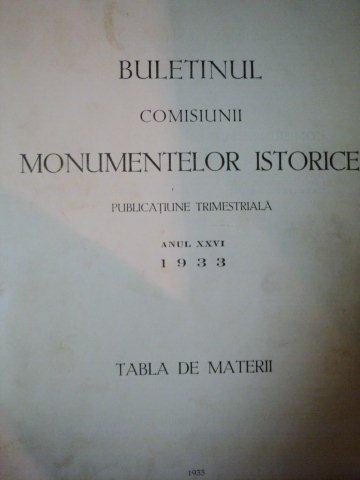 BULETINUL
COMISIUNII
MONUMENTELOR ISTORICE
PUBLICAȚIUNE TRIMESTRIALĂ
ANUL XXVI
1933
TABLA DE MATERII
1933